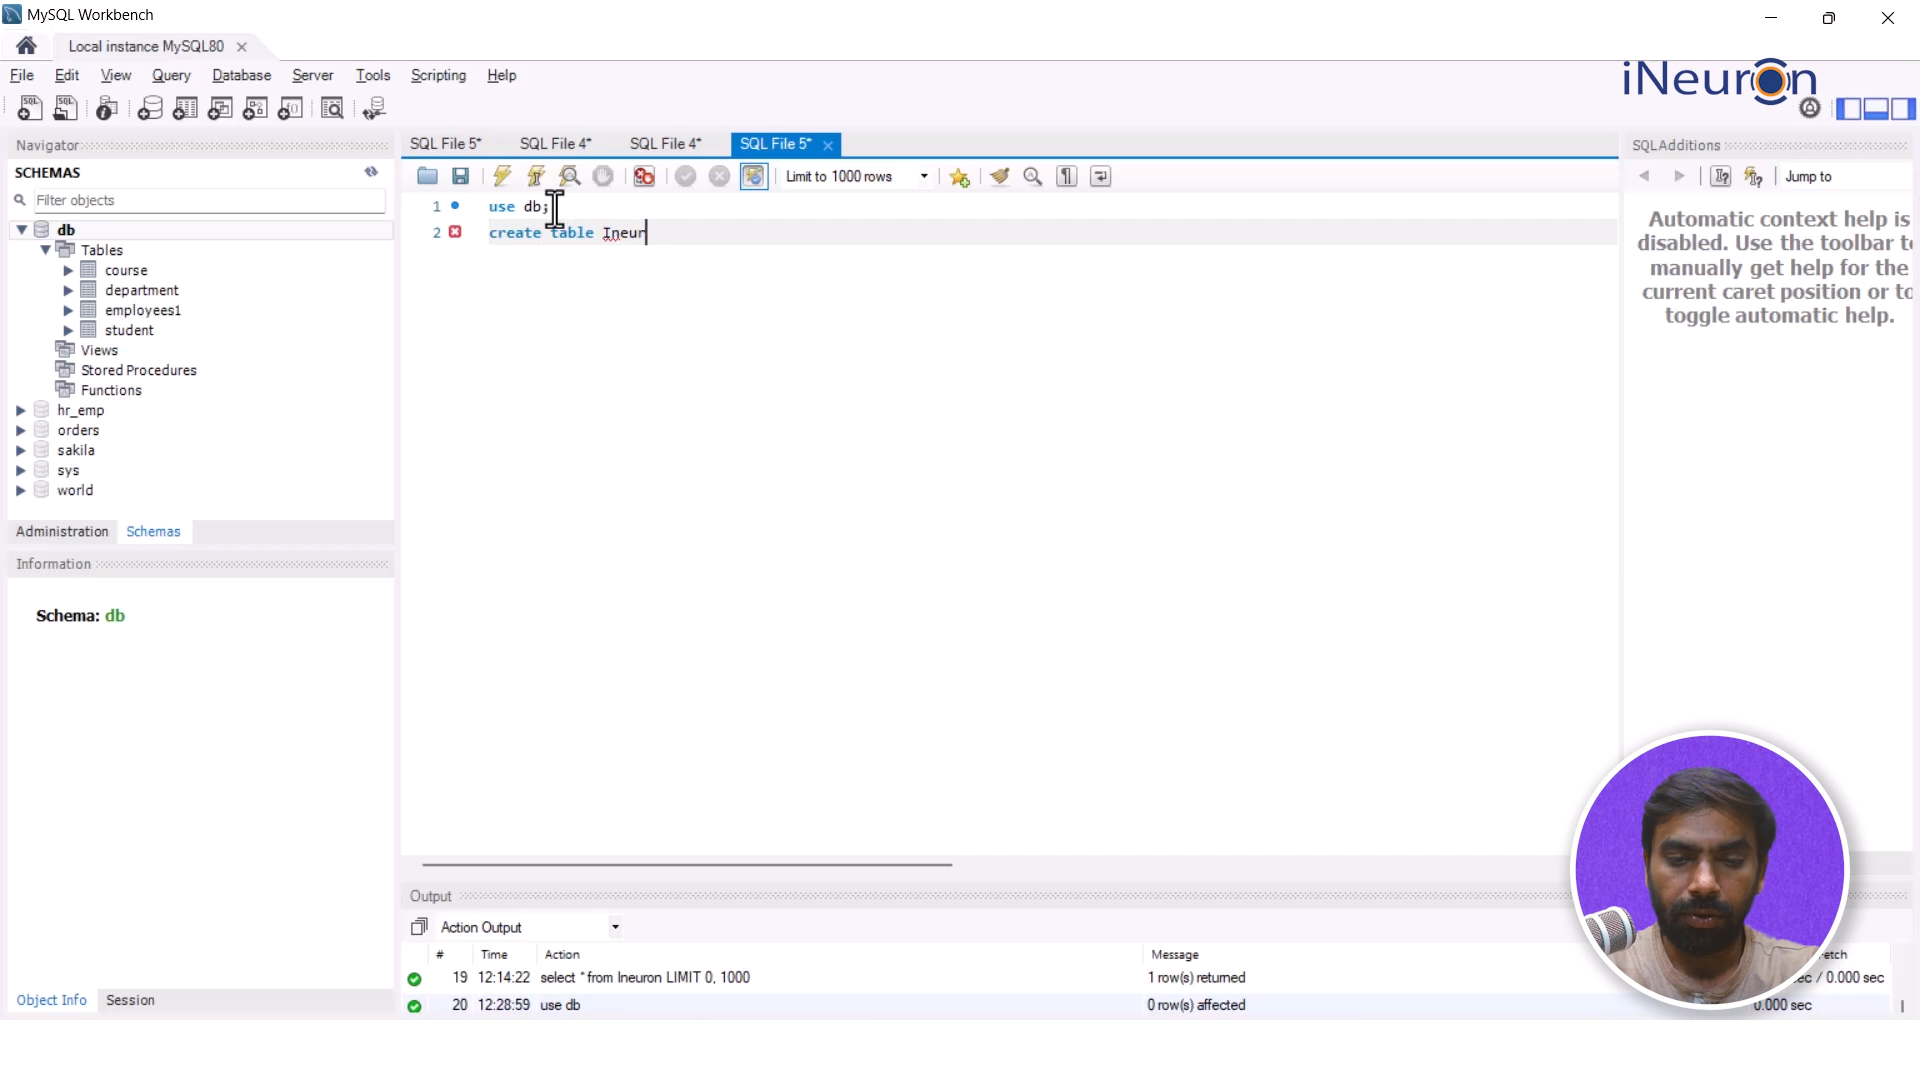 MySQL Workbench
Local instance MySQL80
File Edit View Query Database Server Tools Scripting Help
iNeuron
Navigator
SCHEMAS
Filter objects
db
Tables
course
department
employees1
student
Views
Stored Procedures
Functions
hr_emp
orders
sakila
sys
world
Administration Schemas
Information
Schema: db
Object Info Session
SQL File 5* SQL File 4* SQL File 4* SQL File 5*
Limit to 1000 rows
1 use db;
2 create table Ineur
SQLAdditions
Jump to
Automatic context help is
disabled. Use the toolbar
manually get help for the
current caret position or
toggle automatic help.
Output
Action Output
# Time Action Message
19 12:14:22 select * from Ineuron LIMIT 0, 1000 1 row(s) returned / 0.000 sec
20 12:28:59 use db 0 row(s) affected 0.000 sec